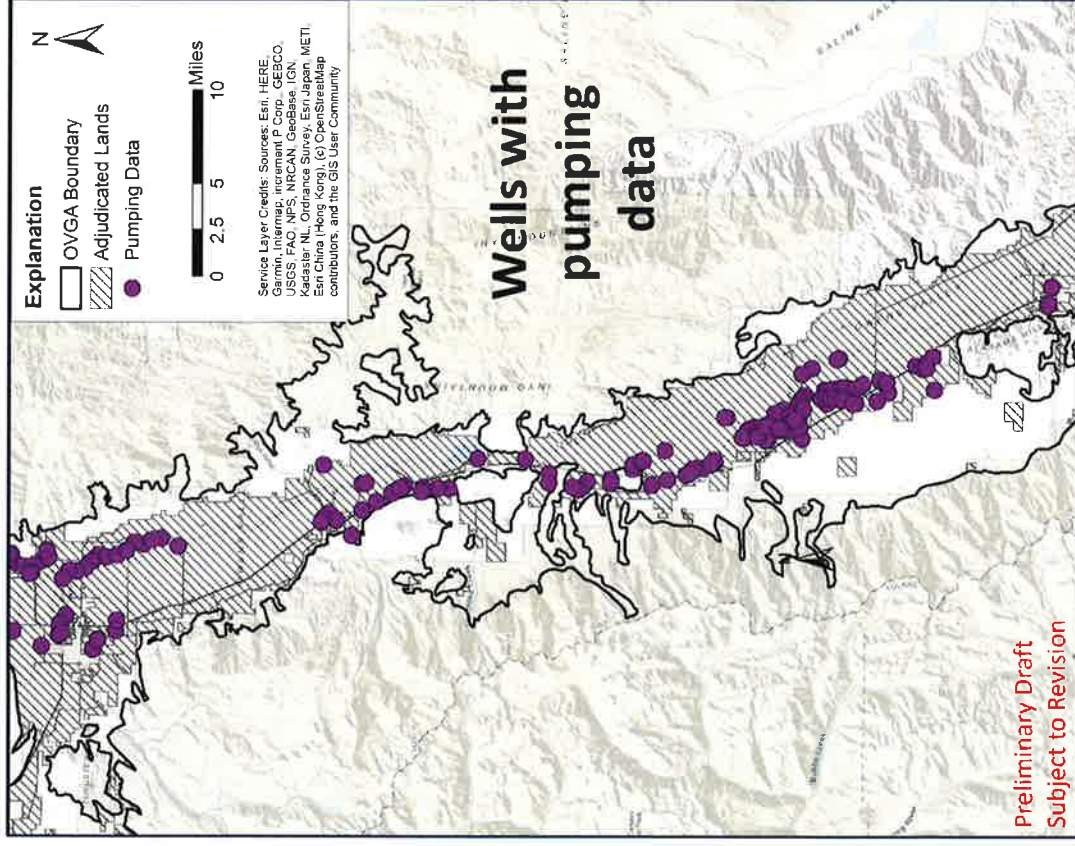 Explanation
N
OVGA Boundary
Adjudicated Lands
Pumping Data
0 2.5 5 10
Miles
Service Layer Credits: Sources: Esri, HERE,
Garmin, Intermap, increment P Corp., GEBCO,
USGS, FAO, NPS, NRCAN, GeoBase, IGN,
Kadaster NL, Ordnance Survey, Esri Japan, METI,
Esri China (Hong Kong), (c) OpenStreetMap
contributors, and the GIS User Community
Wells with
pumping
data
SALINE VAL
Preliminary Draft
Subject to Revision